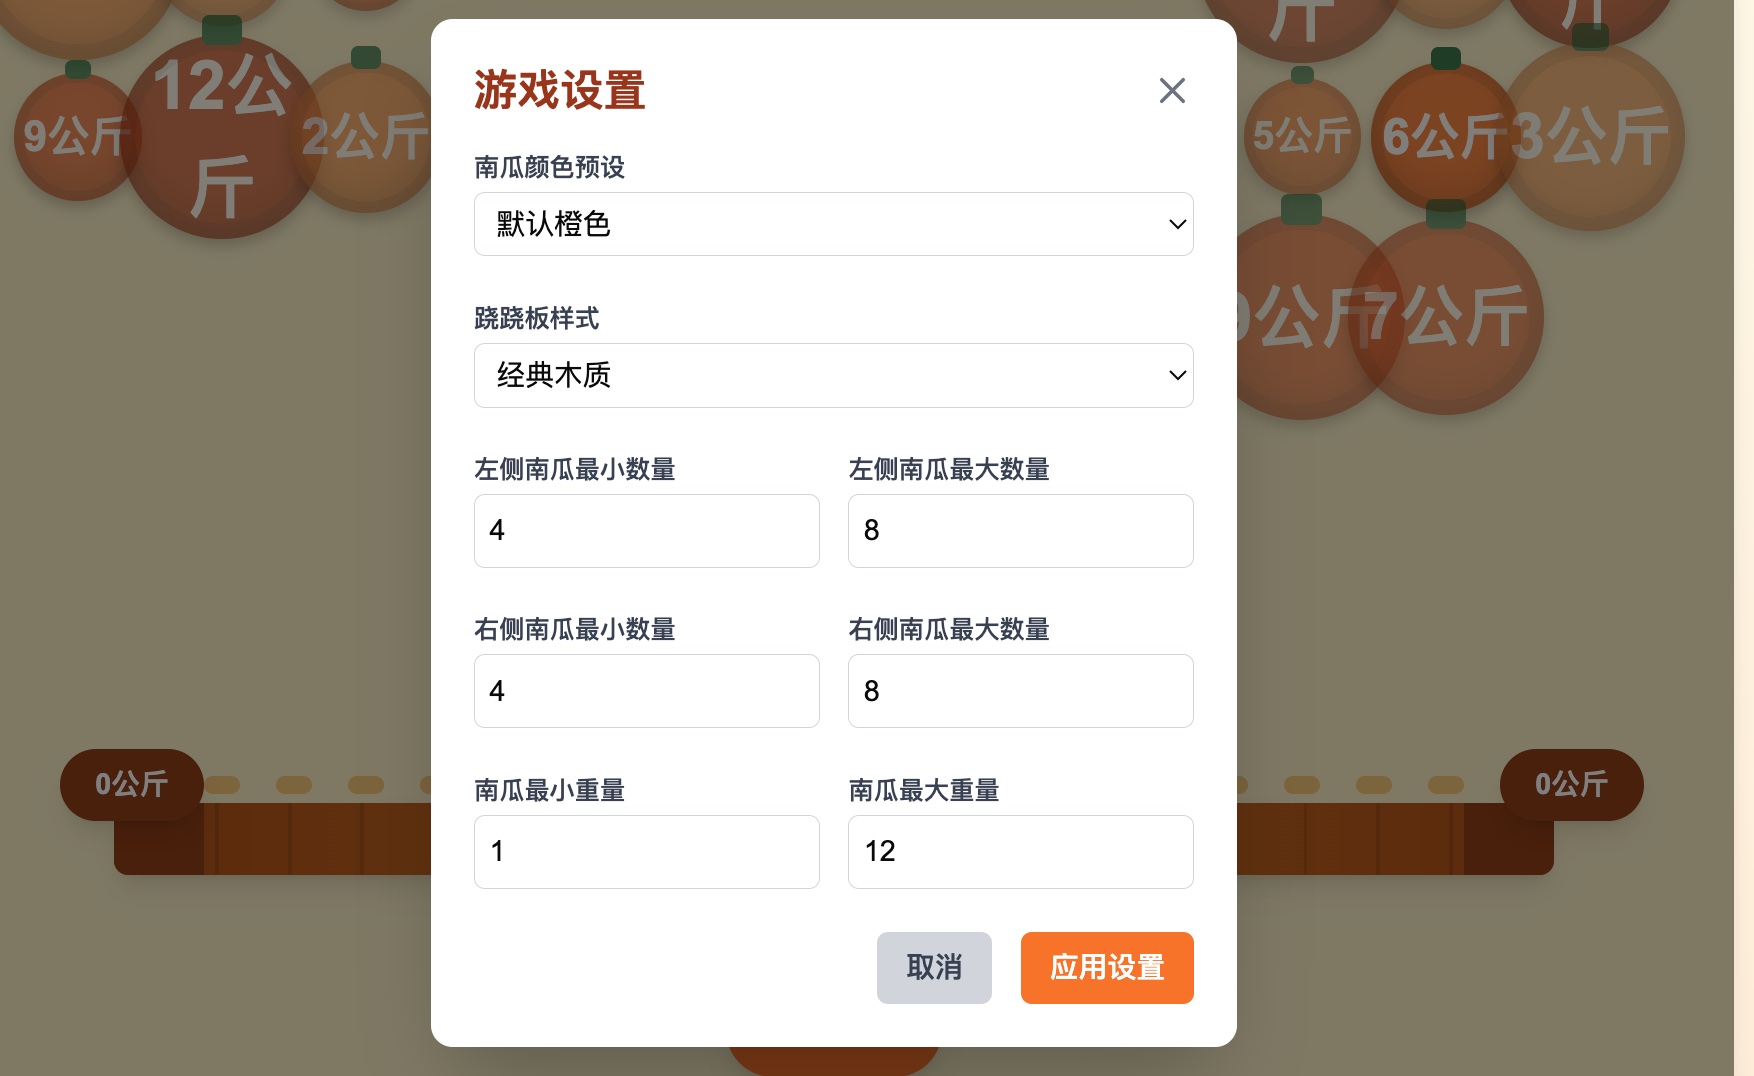 游戏设置
南瓜颜色预设
默认橙色
跷跷板样式
经典木质
左侧南瓜最小数量
左侧南瓜最大数量
4
8
右侧南瓜最小数量
右侧南瓜最大数量
4
8
南瓜最小重量
南瓜最大重量
1
12
取消
应用设置
9公斤
12公
斤
2公斤
斤
斤
5公斤
6公斤
3公斤
公斤
7公斤
0公斤
0公斤